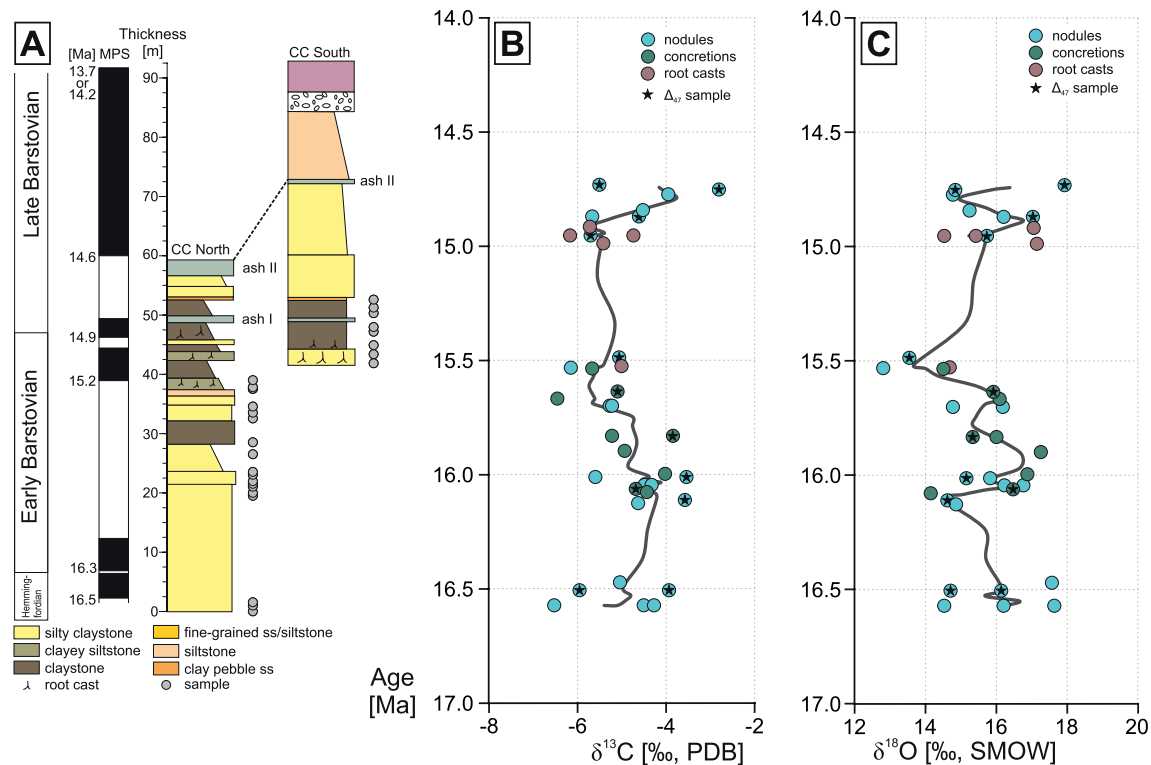 A
[Ma] MPS
Thickness
[m]
CC South
13.7
or
14.2
90
80
70
60
50
40
30
20
10
0
Late Barstovian
Early Barstovian
Hemming-
fordian
14.6
14.9
15.2
16.3
16.5
CC North
ash II
ash I
ash II
silty claystone
clayey siltstone
claystone
root cast
fine-grained ss/siltstone
siltstone
clay pebble ss
sample
B
nodules
concretions
root casts
Δ47 sample
14.0
14.5
15.0
15.5
16.0
16.5
17.0
Age
[Ma]
-8 -6 -4 -2
δ13C [‰, PDB]
C
nodules
concretions
root casts
Δ47 sample
14.0
14.5
15.0
15.5
16.0
16.5
17.0
12 14 16 18 20
δ18O [‰, SMOW]